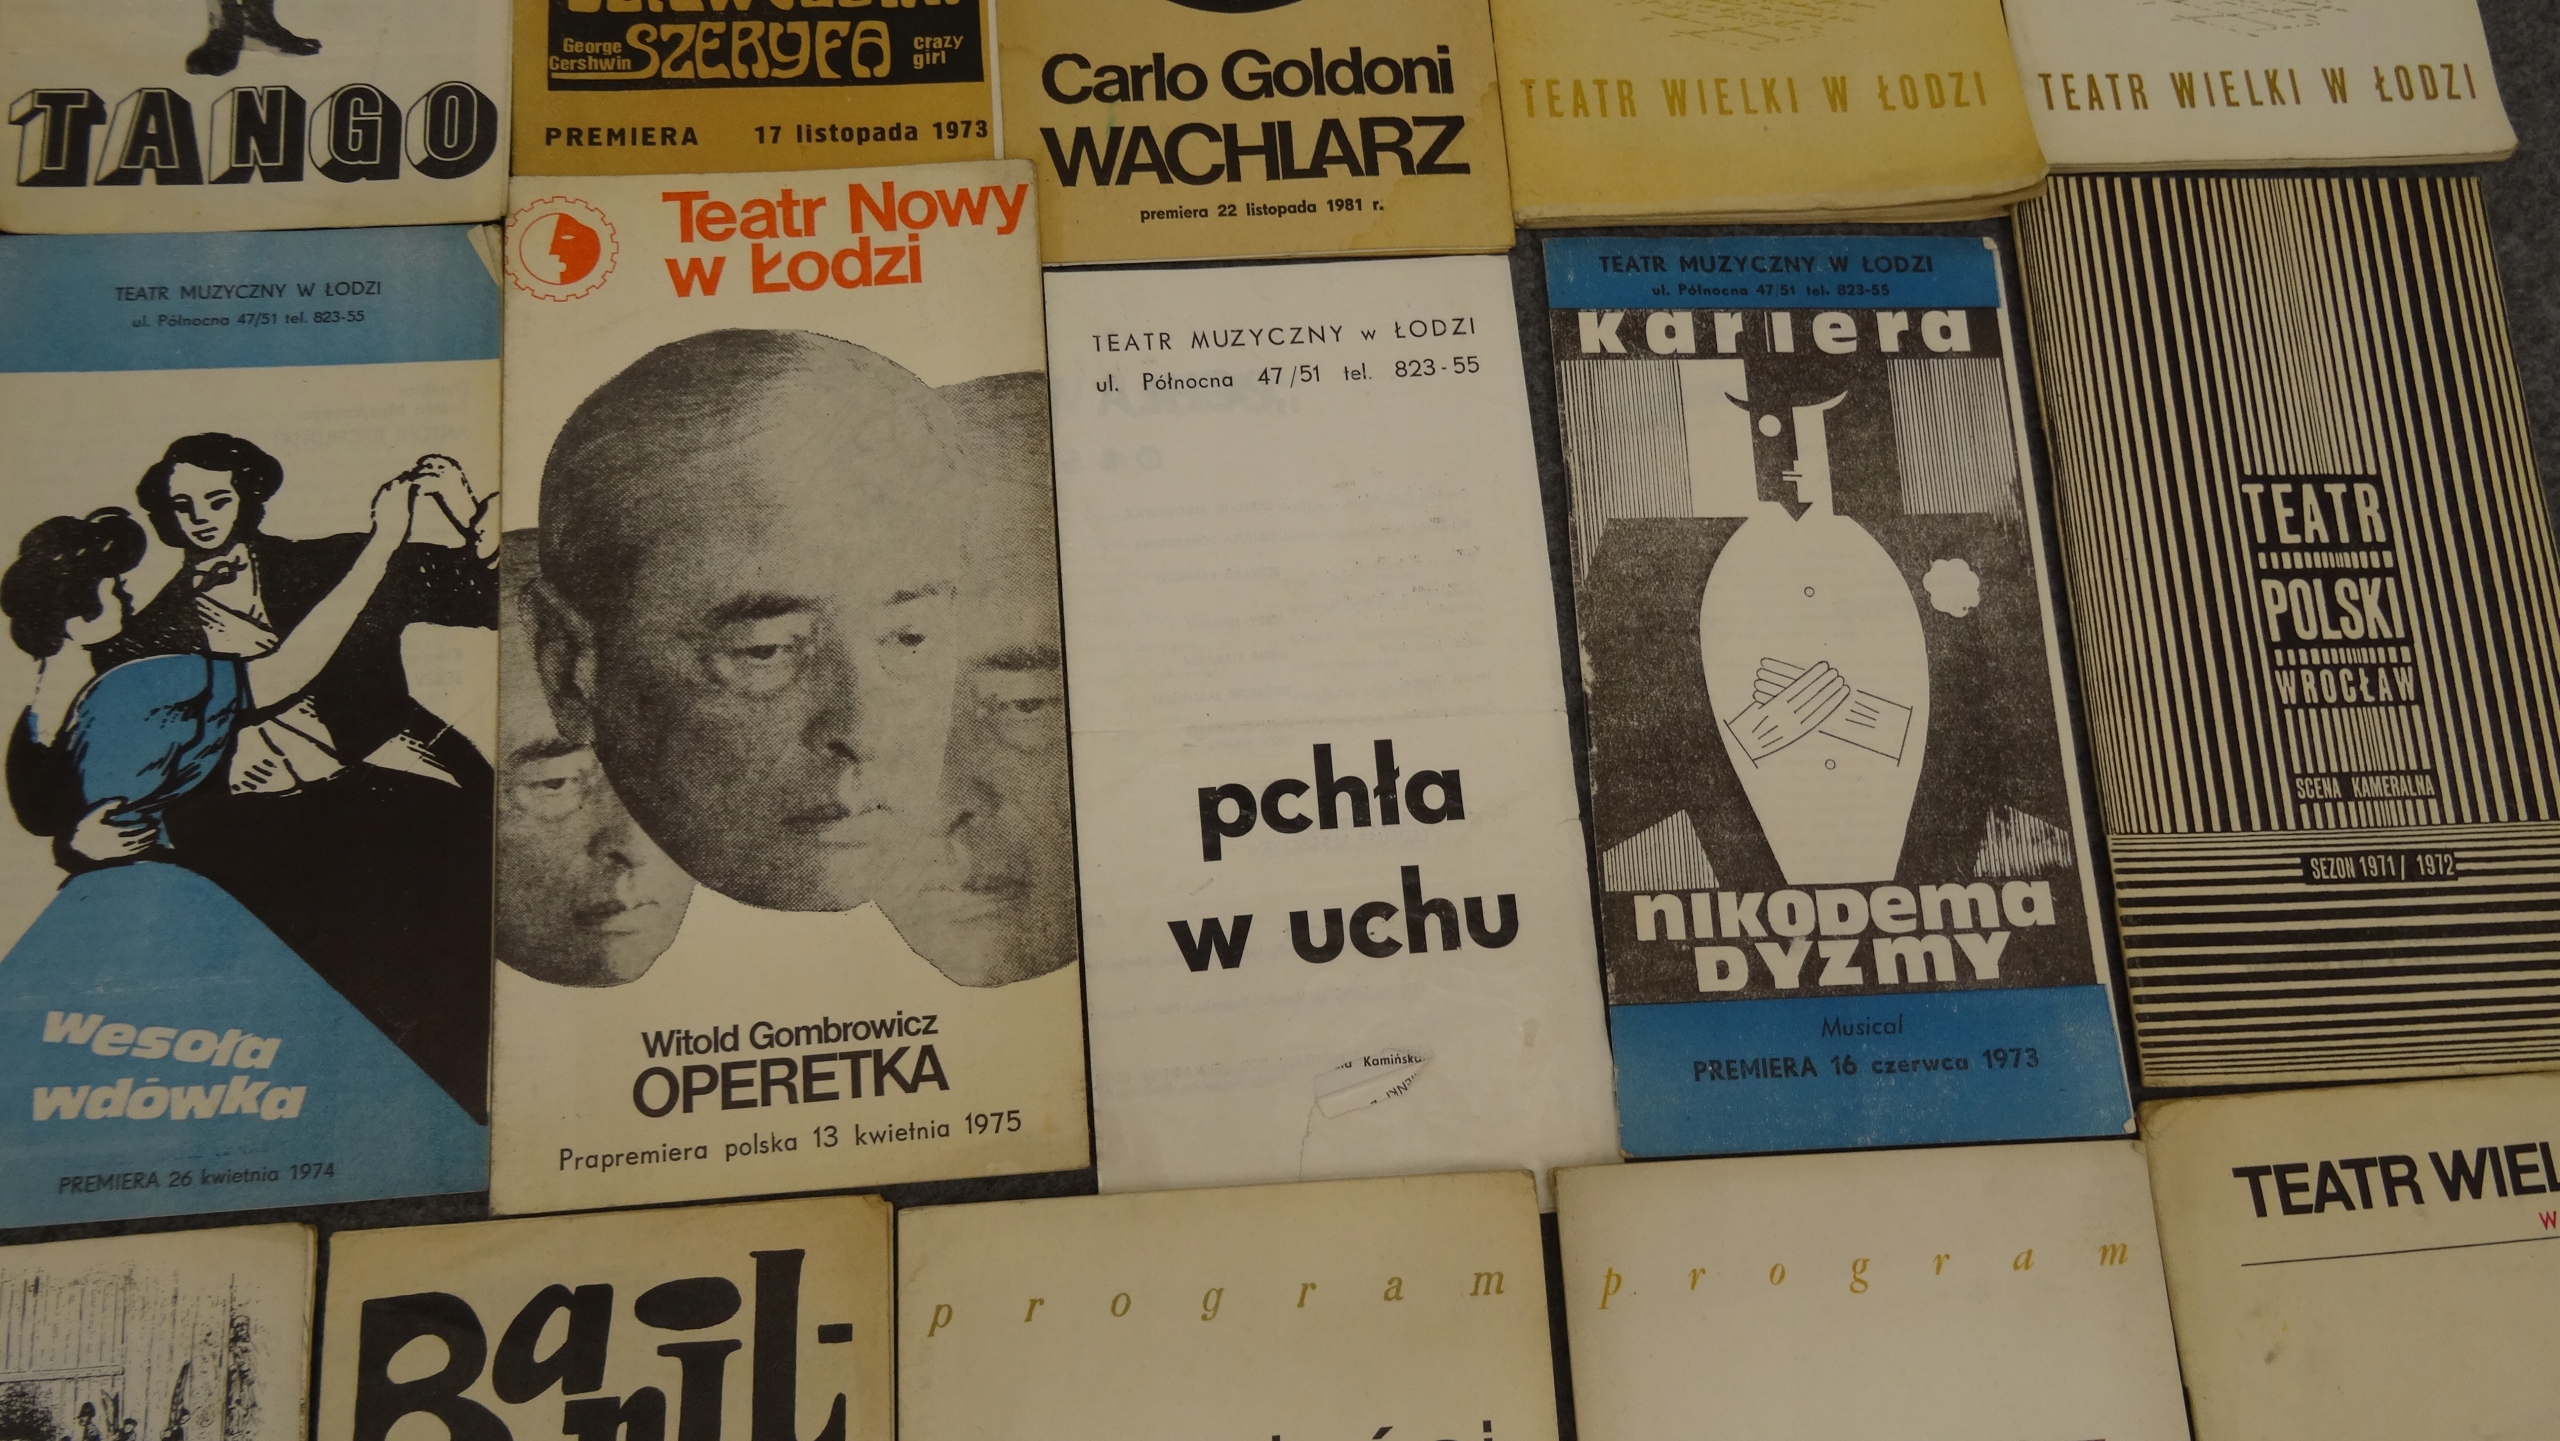 TANGO
George Gershwin
SZERYFA
crazy girl
PREMIERA 17 listopada 1973
Carlo Goldoni
WACHLARZ
premiera 22 listopada 1981 r.
TEATR WIELKI W ŁODZI
TEATR WIELKI W ŁODZI
TEATR MUZYCZNY W ŁODZI
ul. Północna 47/51 tel. 823-55
wesoła
wdówka
PREMIERA 26 kwietnia 1974
Teatr Nowy
w Łodzi
Witold Gombrowicz
OPERETKA
Prapremiera polska 13 kwietnia 1975
TEATR MUZYCZNY w ŁODZI
ul. Północna 47/51 tel. 823-55
pchła
w uchu
TEATR MUZYCZNY W ŁODZI
ul. Północna 47/51 tel. 823-55
kariera
nikodema
Dyzmy
Musical
PREMIERA 16 czerwca 1973
TEATR
POLSKI
WROCŁAW
SCENA KAMERALNA
SEZON 1971/1972
program
program
TEATR